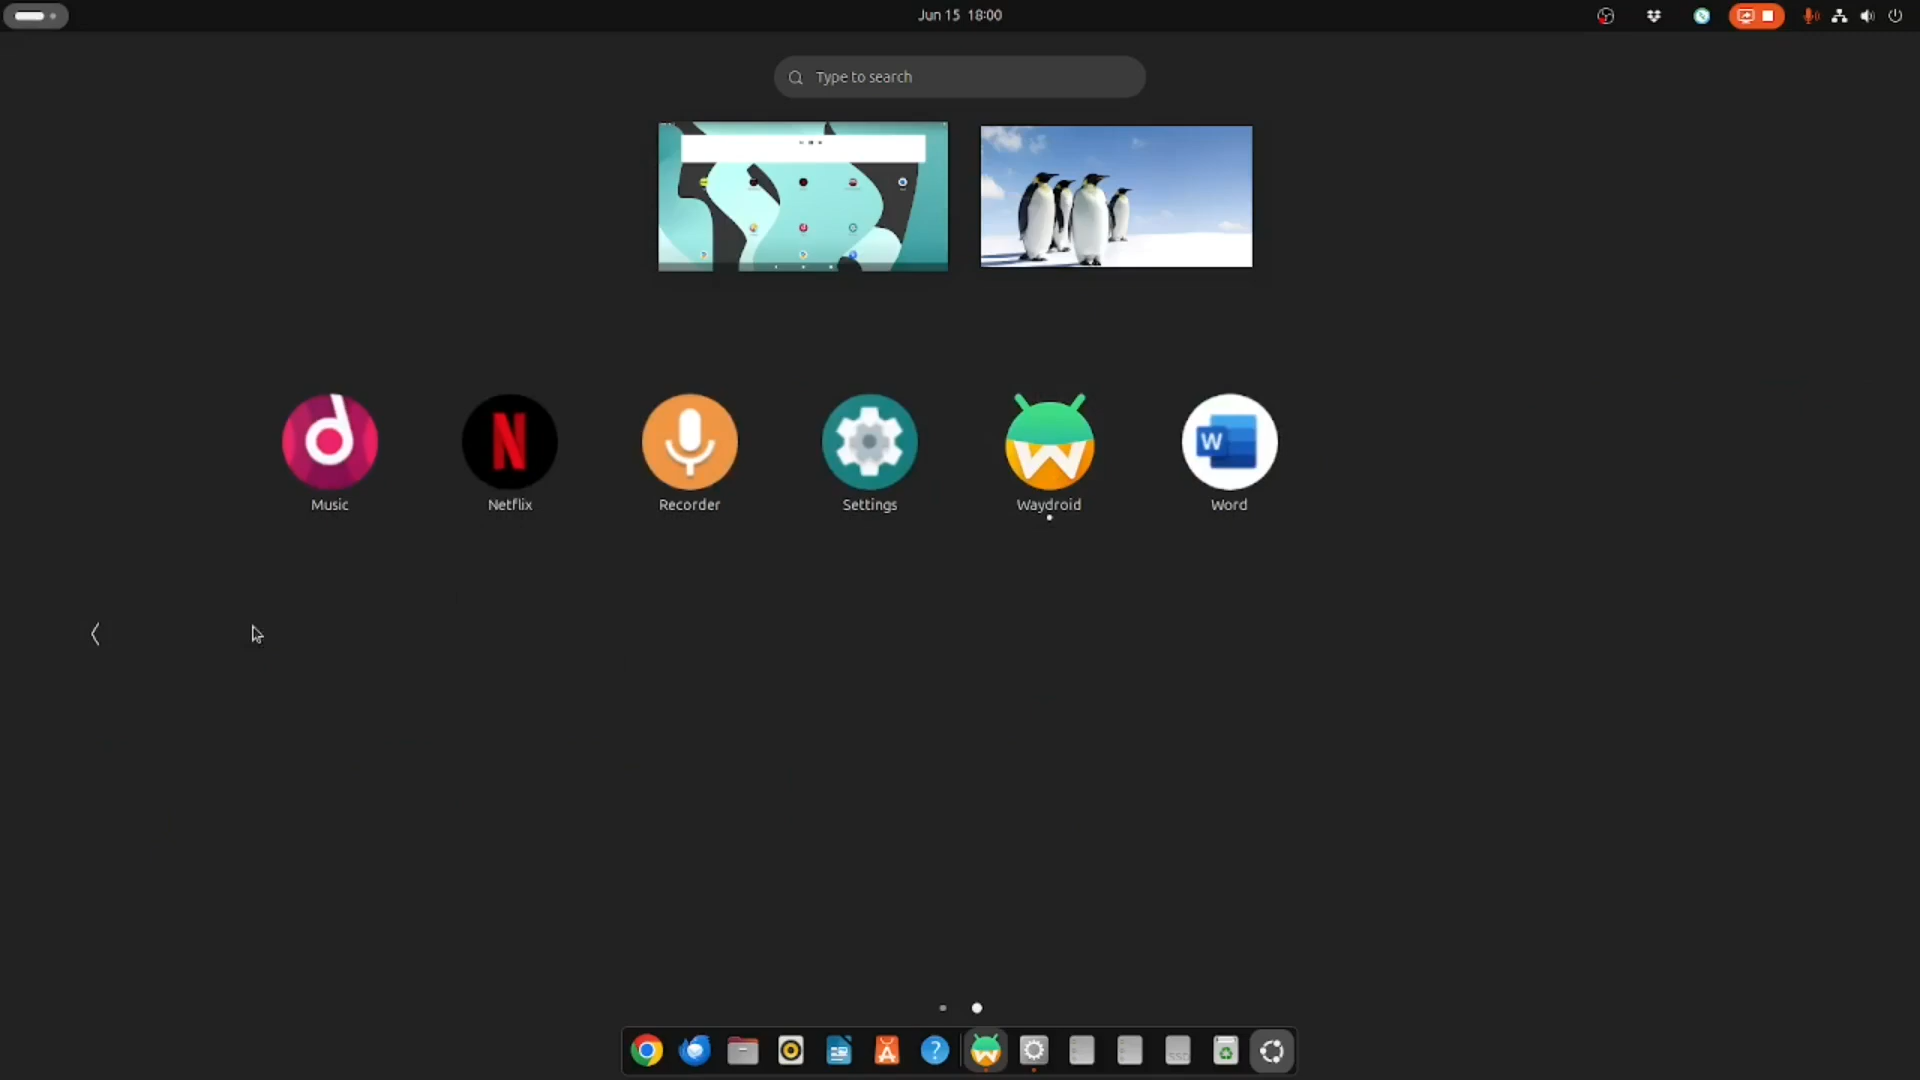 Jun 15 18:00
Type to search
Music
Netflix
Recorder
Settings
Waydroid
Word